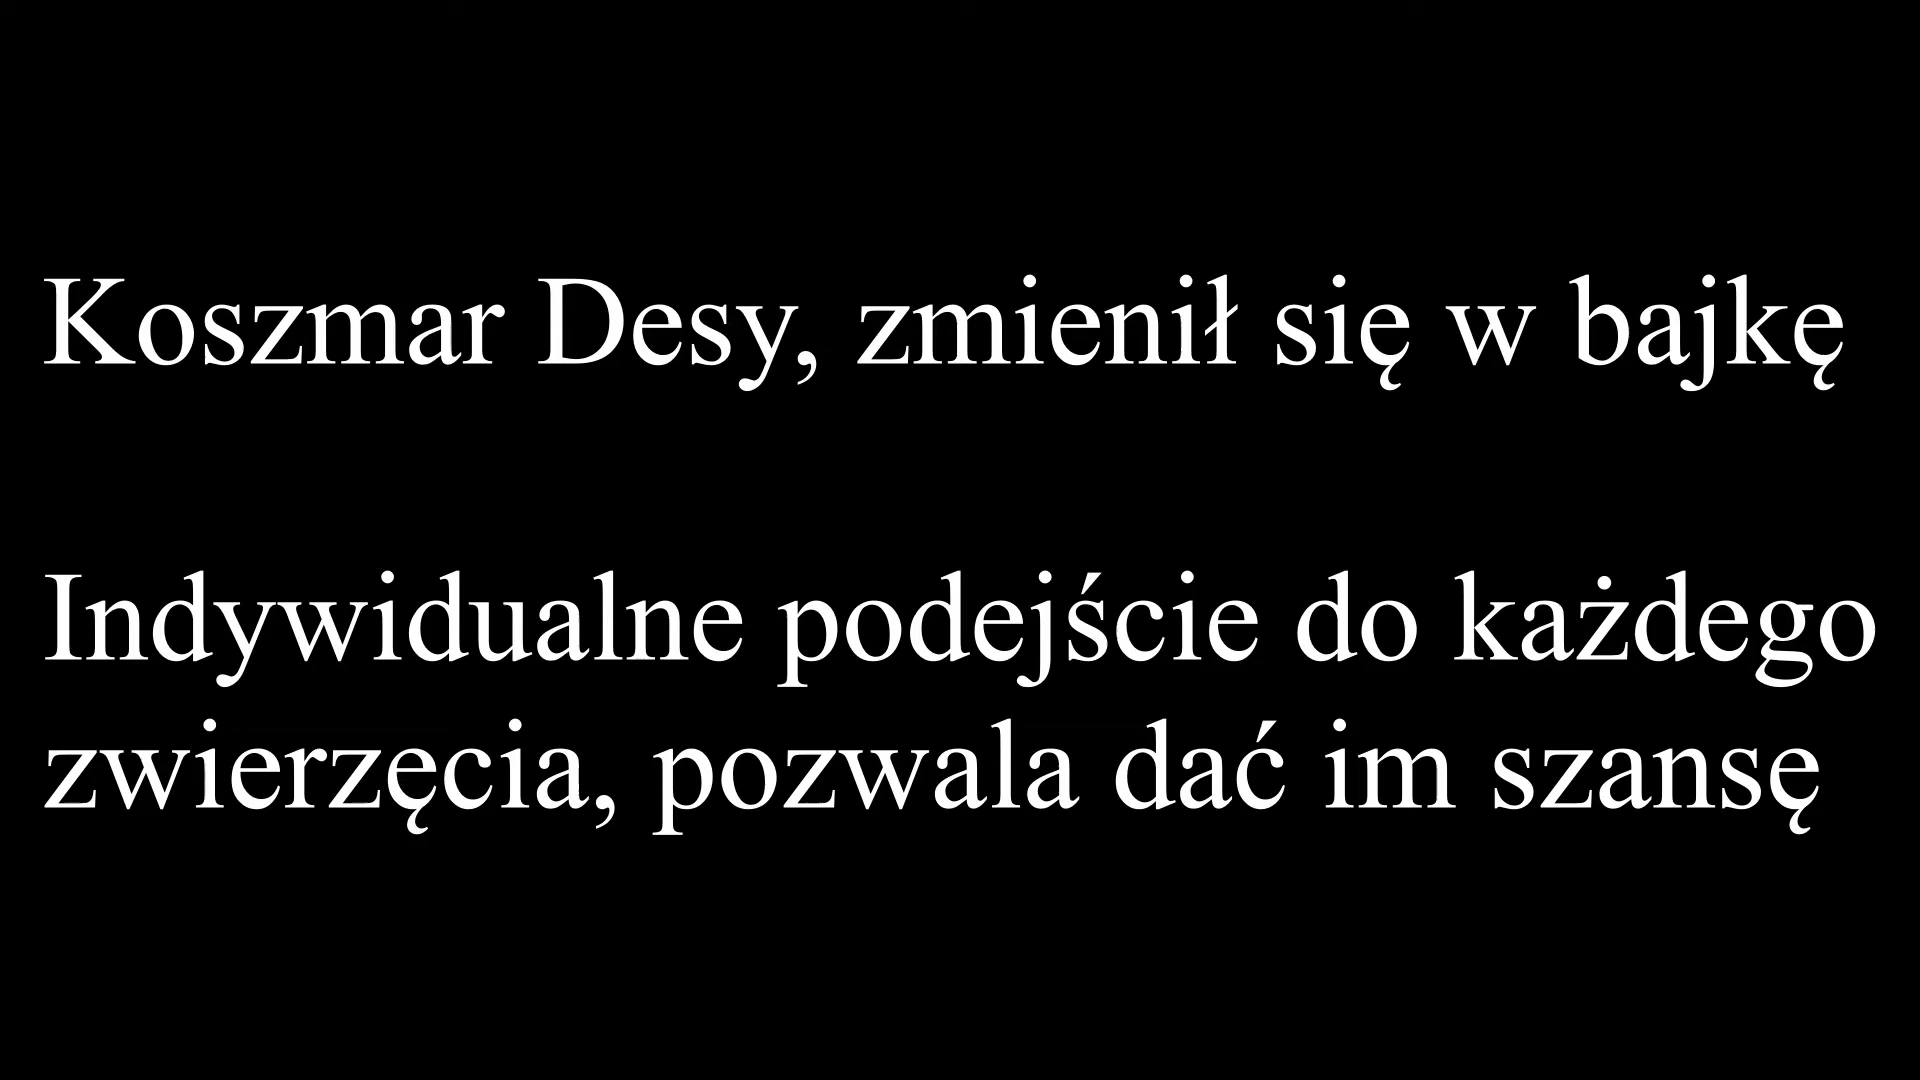 Koszmar Desy, zmienił się w bajkę
Indywidualne podejście do każdego
zwierzęcia, pozwala dać im szansę